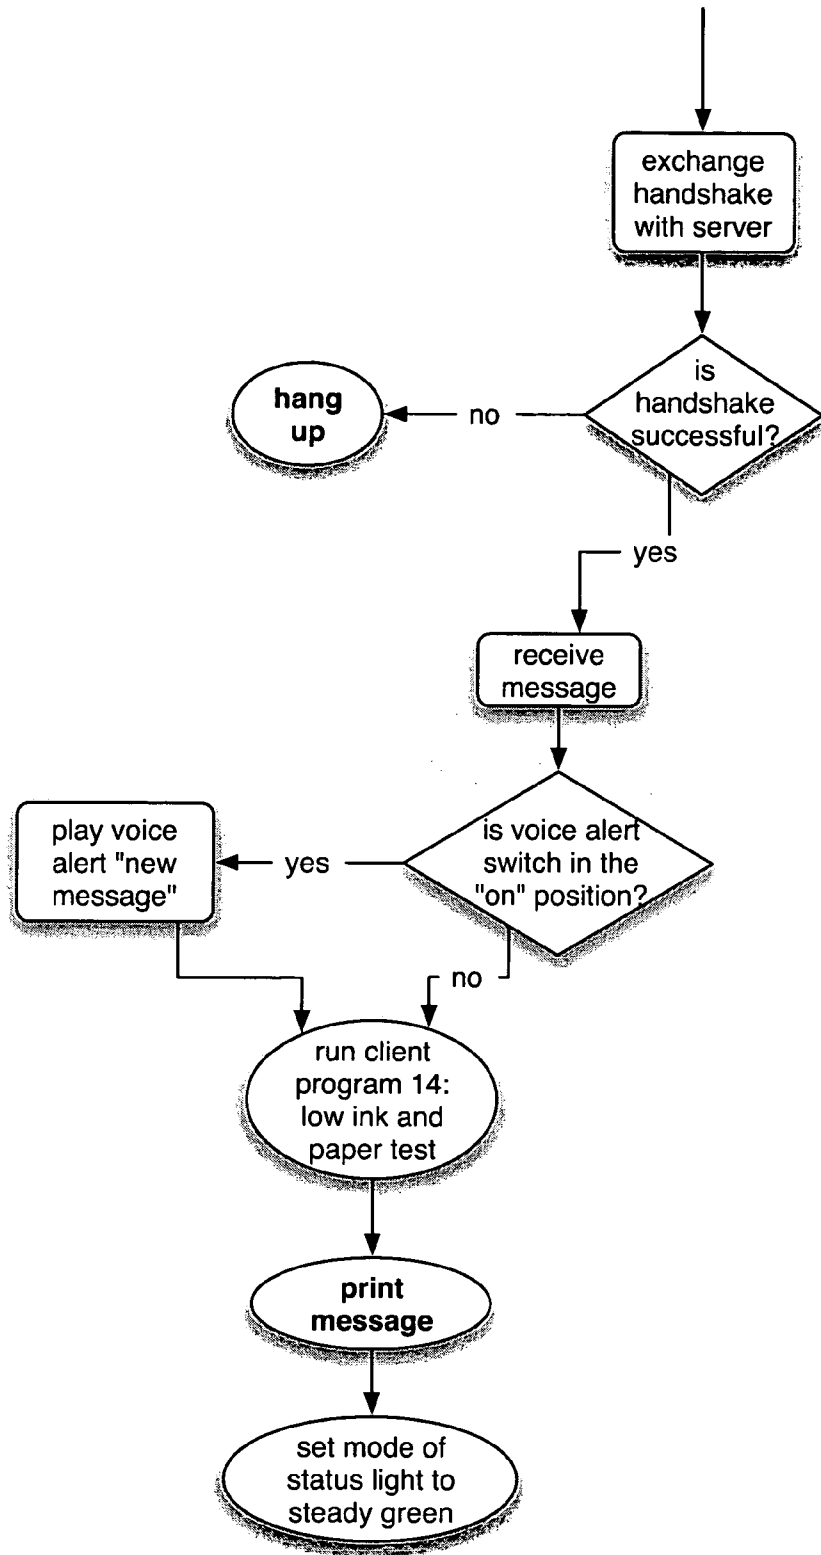 exchange
handshake
with server
is
handshake
successful?
no
hang
up
yes
receive
message
is voice alert
switch in the
"on" position?
yes
play voice
alert "new
message"
no
run client
program 14:
low ink and
paper test
print
message
set mode of
status light to
steady green